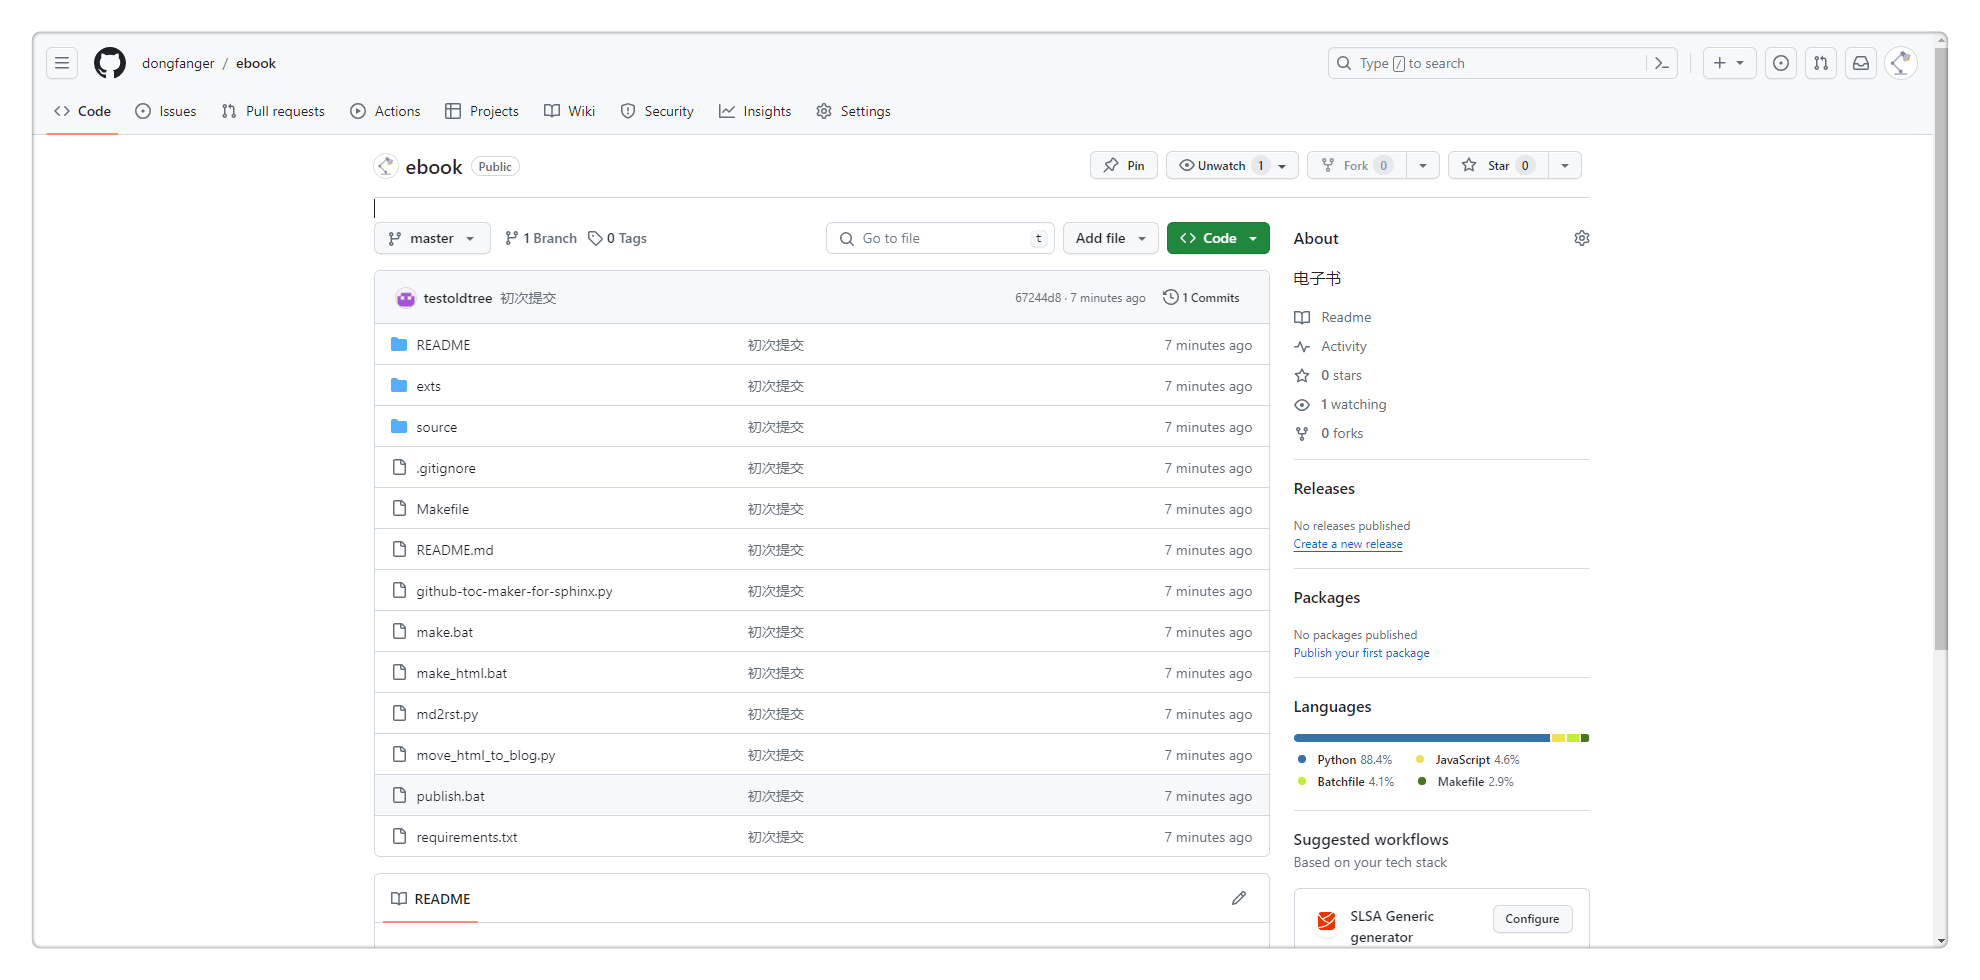 dongfanger / ebook
Type / to search
Code Issues Pull requests Actions Projects Wiki Security Insights Settings
ebook Public
Pin Unwatch 1 Fork 0 Star 0
master 1 Branch 0 Tags Go to file t Add file Code
testoldtree 初次提交 67244d8 · 7 minutes ago 1 Commits
README 初次提交 7 minutes ago
exts 初次提交 7 minutes ago
source 初次提交 7 minutes ago
.gitignore 初次提交 7 minutes ago
Makefile 初次提交 7 minutes ago
README.md 初次提交 7 minutes ago
github-toc-maker-for-sphinx.py 初次提交 7 minutes ago
make.bat 初次提交 7 minutes ago
make_html.bat 初次提交 7 minutes ago
md2rst.py 初次提交 7 minutes ago
move_html_to_blog.py 初次提交 7 minutes ago
publish.bat 初次提交 7 minutes ago
requirements.txt 初次提交 7 minutes ago
README
About
电子书
Readme
Activity
0 stars
1 watching
0 forks
Releases
No releases published
Create a new release
Packages
No packages published
Publish your first package
Languages
Python 88.4% JavaScript 4.6%
Batchfile 4.1% Makefile 2.9%
Suggested workflows
Based on your tech stack
SLSA Generic
generator
Configure